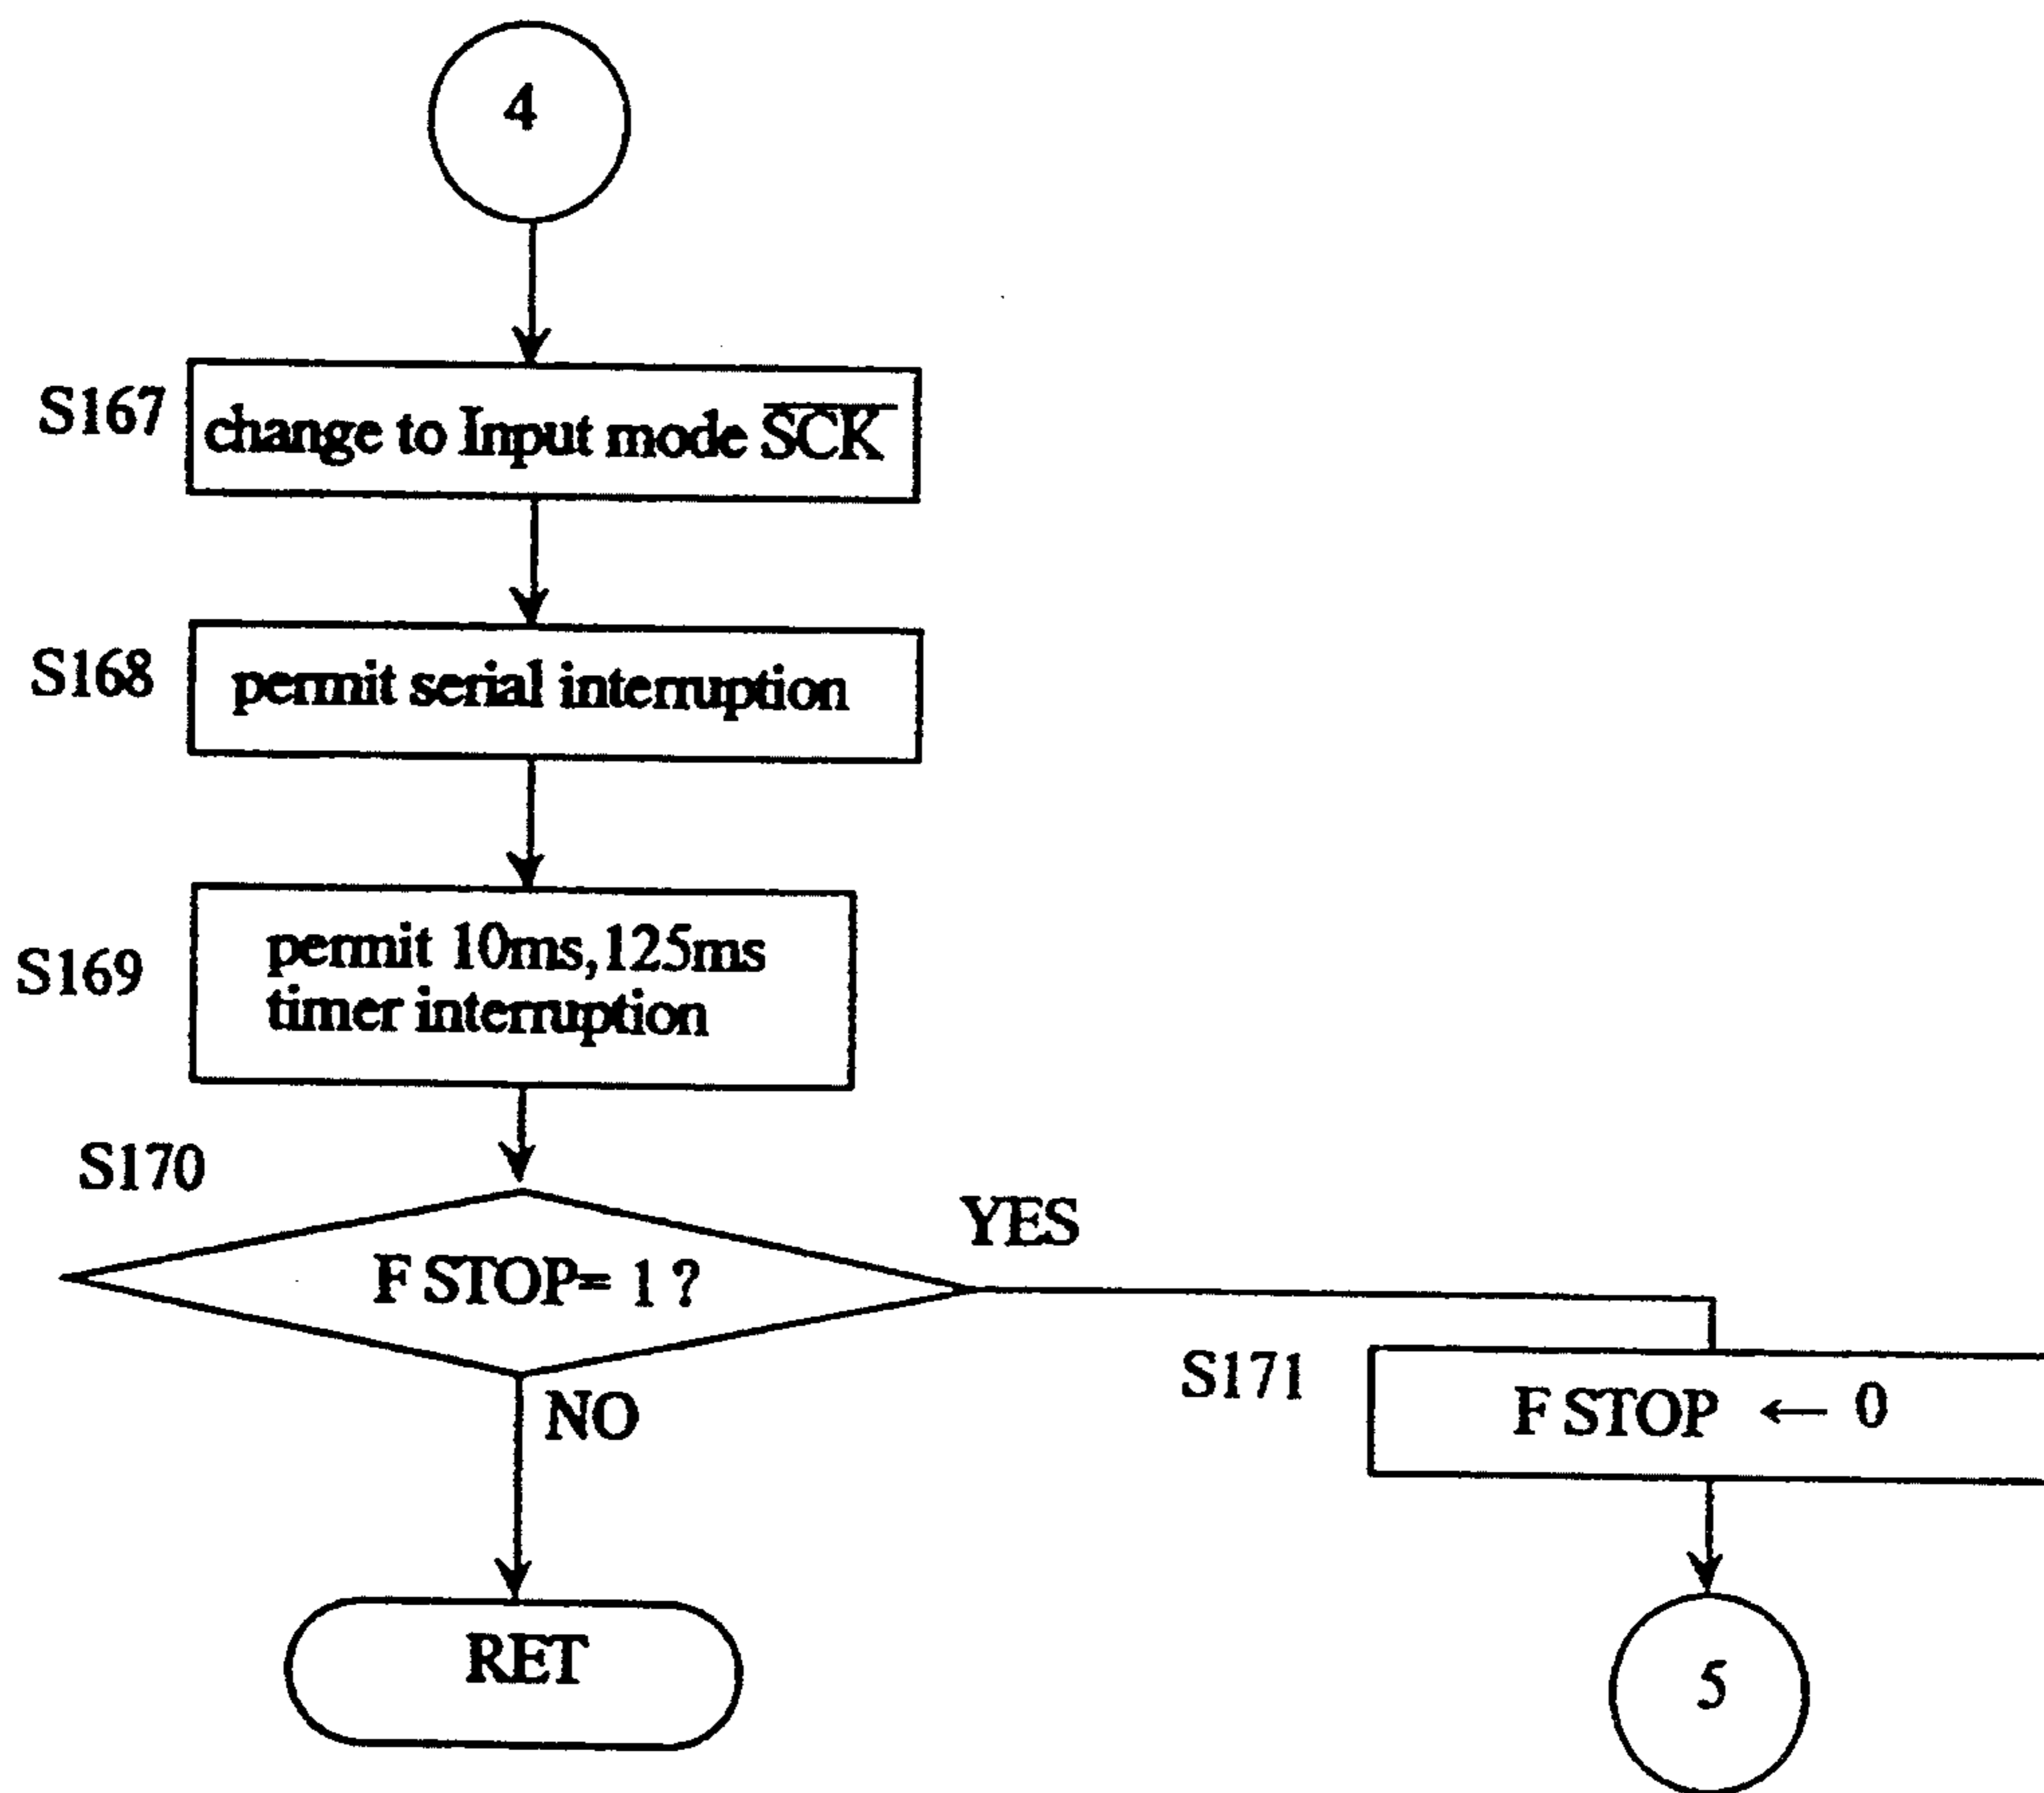 4
S167
change to Input mode S̅C̅K̅
S168
permit serial interruption
S169
permit 10ms,125ms
timer interruption
S170
F STOP= 1 ?
YES
NO
S171
F STOP ← 0
RET
5